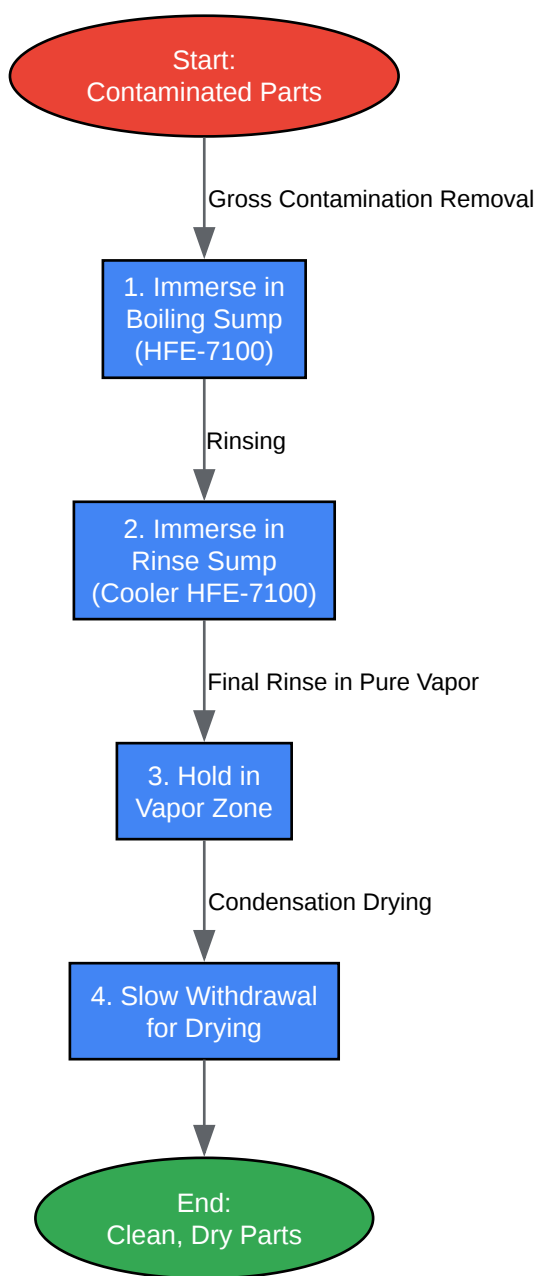 Start:
Contaminated Parts
Gross Contamination Removal
1. Immerse in
Boiling Sump
(HFE-7100)
Rinsing
2. Immerse in
Rinse Sump
(Cooler HFE-7100)
Final Rinse in Pure Vapor
3. Hold in
Vapor Zone
Condensation Drying
4. Slow Withdrawal
for Drying
End:
Clean, Dry Parts